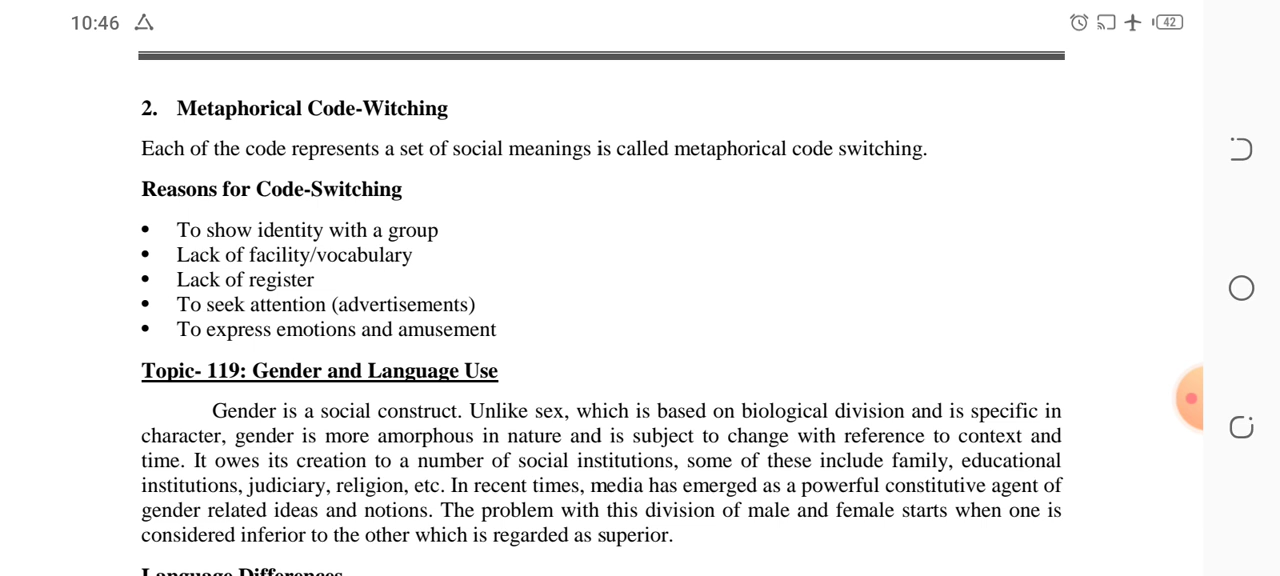 10:46
42
2. Metaphorical Code-Witching
Each of the code represents a set of social meanings is called metaphorical code switching.
Reasons for Code-Switching
• To show identity with a group
• Lack of facility/vocabulary
• Lack of register
• To seek attention (advertisements)
• To express emotions and amusement
Topic- 119: Gender and Language Use
Gender is a social construct. Unlike sex, which is based on biological division and is specific in
character, gender is more amorphous in nature and is subject to change with reference to context and
time. It owes its creation to a number of social institutions, some of these include family, educational
institutions, judiciary, religion, etc. In recent times, media has emerged as a powerful constitutive agent of
gender related ideas and notions. The problem with this division of male and female starts when one is
considered inferior to the other which is regarded as superior.
Language Differences